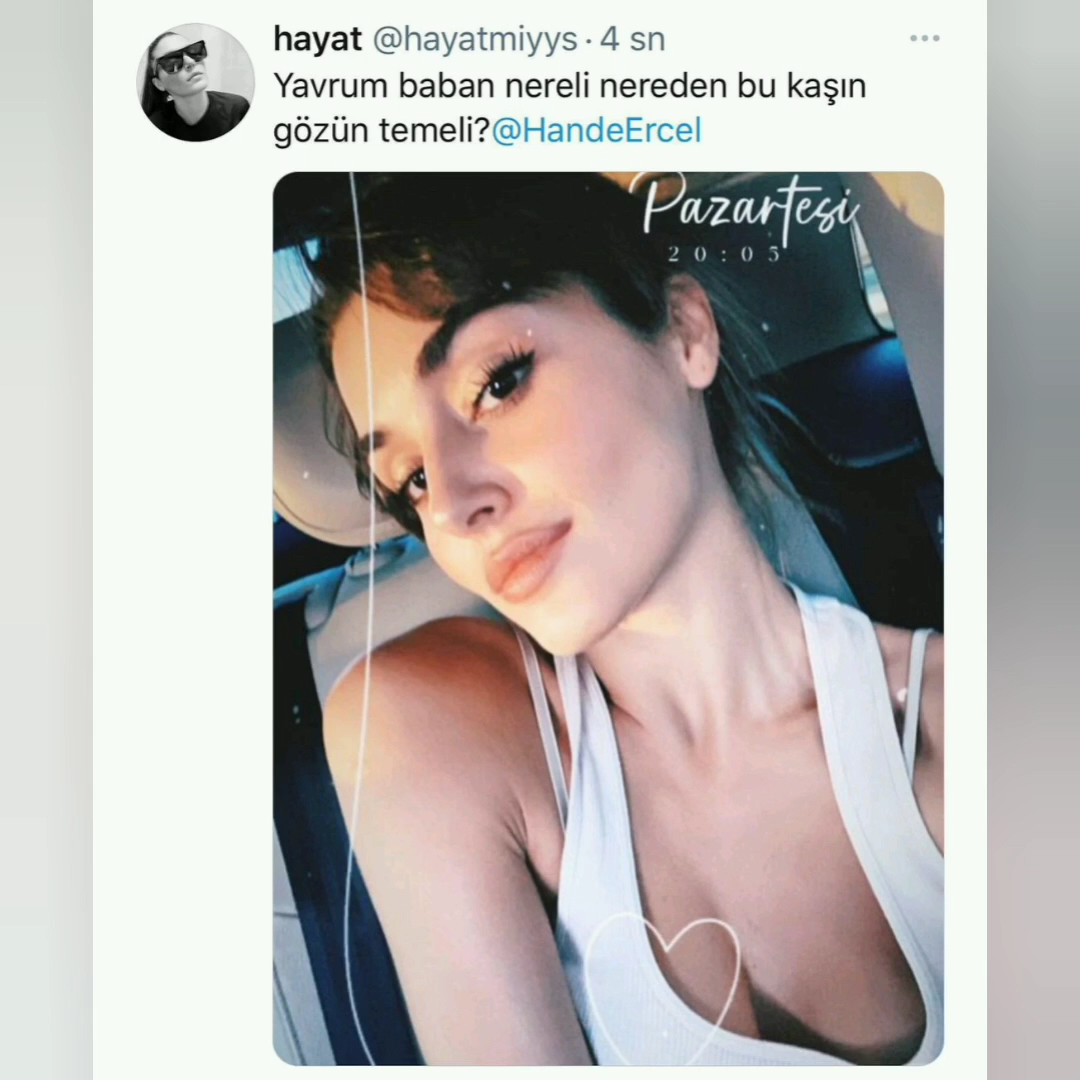 hayat @hayatmiyys · 4 sn
Yavrum baban nereli nereden bu kaşın
gözün temeli?@HandeErcel
Pazartesi
20:05